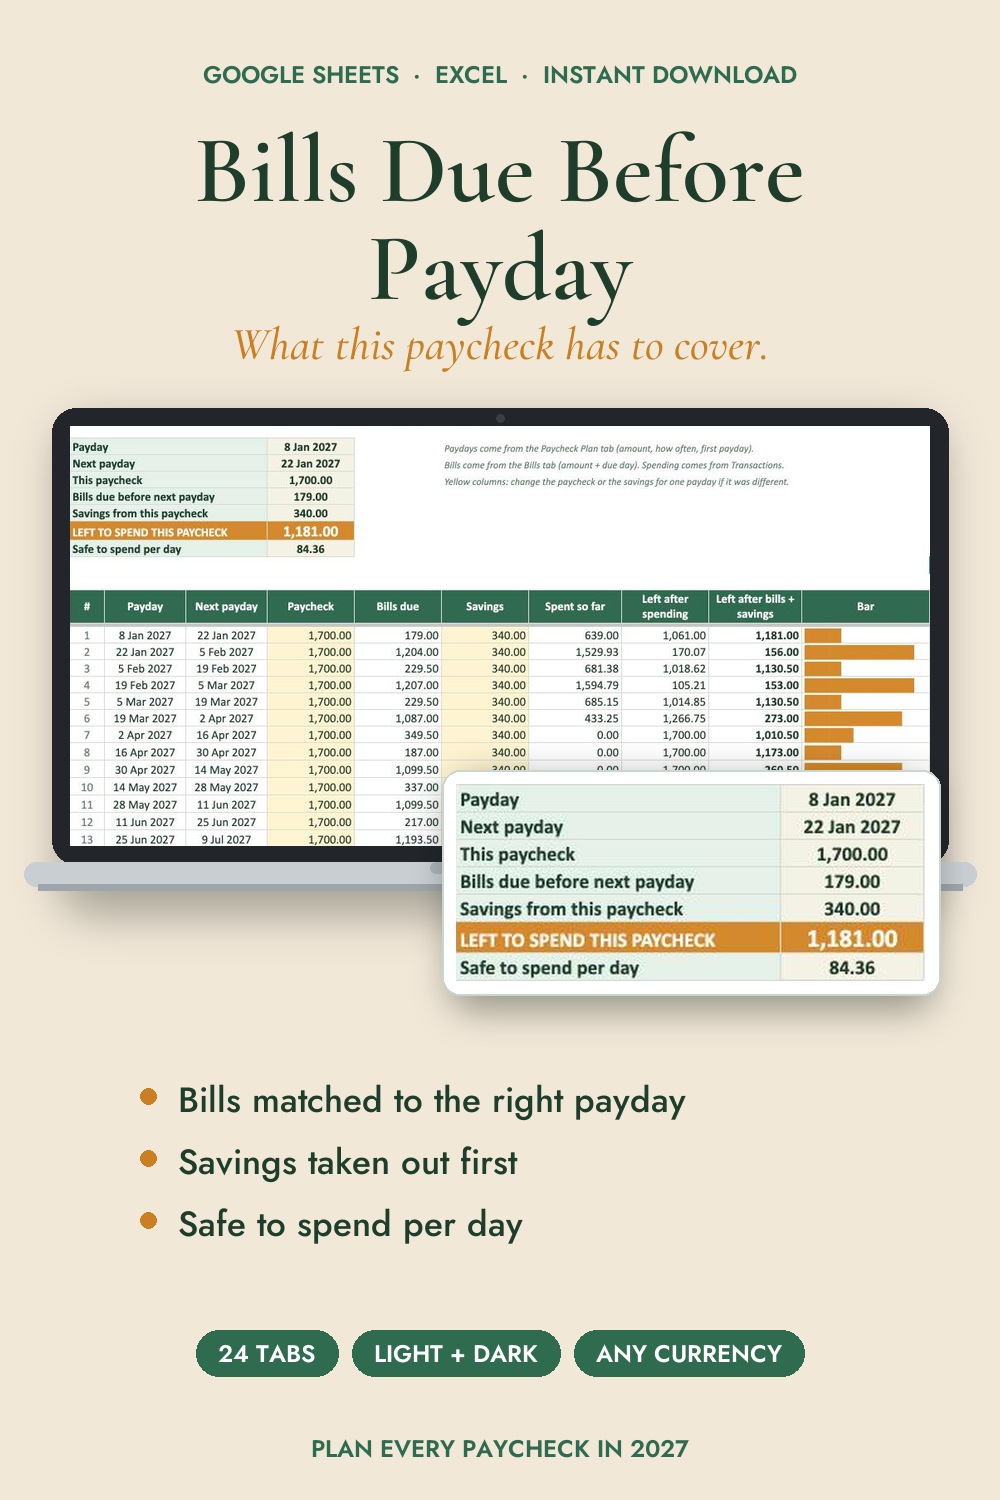 GOOGLE SHEETS · EXCEL · INSTANT DOWNLOAD
Bills Due Before
Payday
What this paycheck has to cover.
Payday 8 Jan 2027
Next payday 22 Jan 2027
This paycheck 1,700.00
Bills due before next payday 179.00
Savings from this paycheck 340.00
LEFT TO SPEND THIS PAYCHECK 1,181.00
Safe to spend per day 84.36
Paydays come from the Paycheck Plan tab (amount, how often, first payday).
Bills come from the Bills tab (amount + due day). Spending comes from Transactions.
Yellow columns: change the paycheck or the savings for one payday if it was different.
# Payday Next payday Paycheck Bills due Savings Spent so far Left after spending Left after bills + savings Bar
1 8 Jan 2027 22 Jan 2027 1,700.00 179.00 340.00 639.00 1,061.00 1,181.00
2 22 Jan 2027 5 Feb 2027 1,700.00 1,204.00 340.00 1,529.93 170.07 156.00
3 5 Feb 2027 19 Feb 2027 1,700.00 229.50 340.00 681.38 1,018.62 1,130.50
4 19 Feb 2027 5 Mar 2027 1,700.00 1,207.00 340.00 1,594.79 105.21 153.00
5 5 Mar 2027 19 Mar 2027 1,700.00 229.50 340.00 685.15 1,014.85 1,130.50
6 19 Mar 2027 2 Apr 2027 1,700.00 1,087.00 340.00 433.25 1,266.75 273.00
7 2 Apr 2027 16 Apr 2027 1,700.00 349.50 340.00 0.00 1,700.00 1,010.50
8 16 Apr 2027 30 Apr 2027 1,700.00 187.00 340.00 0.00 1,700.00 1,173.00
9 30 Apr 2027 14 May 2027 1,700.00 1,099.50 340.00 0.00 1,700.00 260.50
10 14 May 2027 28 May 2027 1,700.00 337.00
11 28 May 2027 11 Jun 2027 1,700.00 1,099.50
12 11 Jun 2027 25 Jun 2027 1,700.00 217.00
13 25 Jun 2027 9 Jul 2027 1,700.00 1,193.50
Payday 8 Jan 2027
Next payday 22 Jan 2027
This paycheck 1,700.00
Bills due before next payday 179.00
Savings from this paycheck 340.00
LEFT TO SPEND THIS PAYCHECK 1,181.00
Safe to spend per day 84.36
Bills matched to the right payday
Savings taken out first
Safe to spend per day
24 TABS LIGHT + DARK ANY CURRENCY
PLAN EVERY PAYCHECK IN 2027